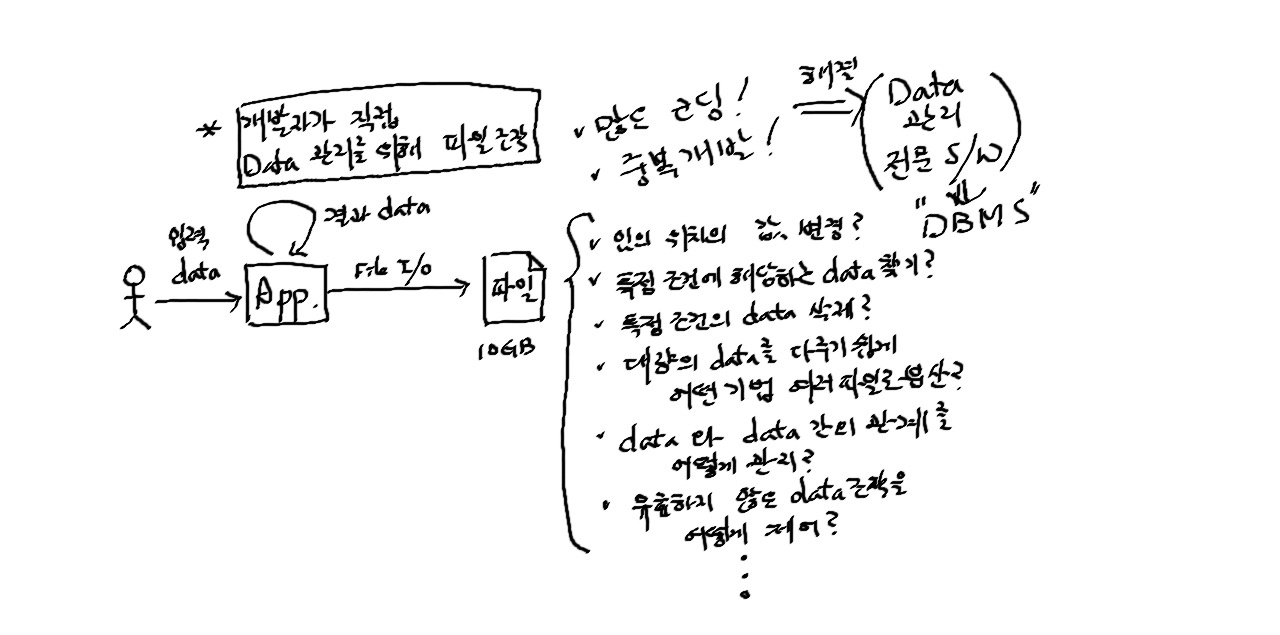 * 개발자가 직접
Data 관리를 위해 파일조작
✓ 많은 코딩!
✓ 중복개발!
해결
Data
관리
전문 S/W
"DBMS"
입력
data
결과 data
App.
File I/O
파일
10GB
✓ 임의 위치의 값 변경?
✓ 특정 조건에 해당하는 data 찾기?
✓ 특정 조건의 data 삭제?
✓ 대량의 data를 다루기 쉽게
어떤 기법 여러 파일로 분산?
• data 와 data 간의 관계를
어떻게 관리?
• 유효하지 않은 data 조작을
어떻게 제어?